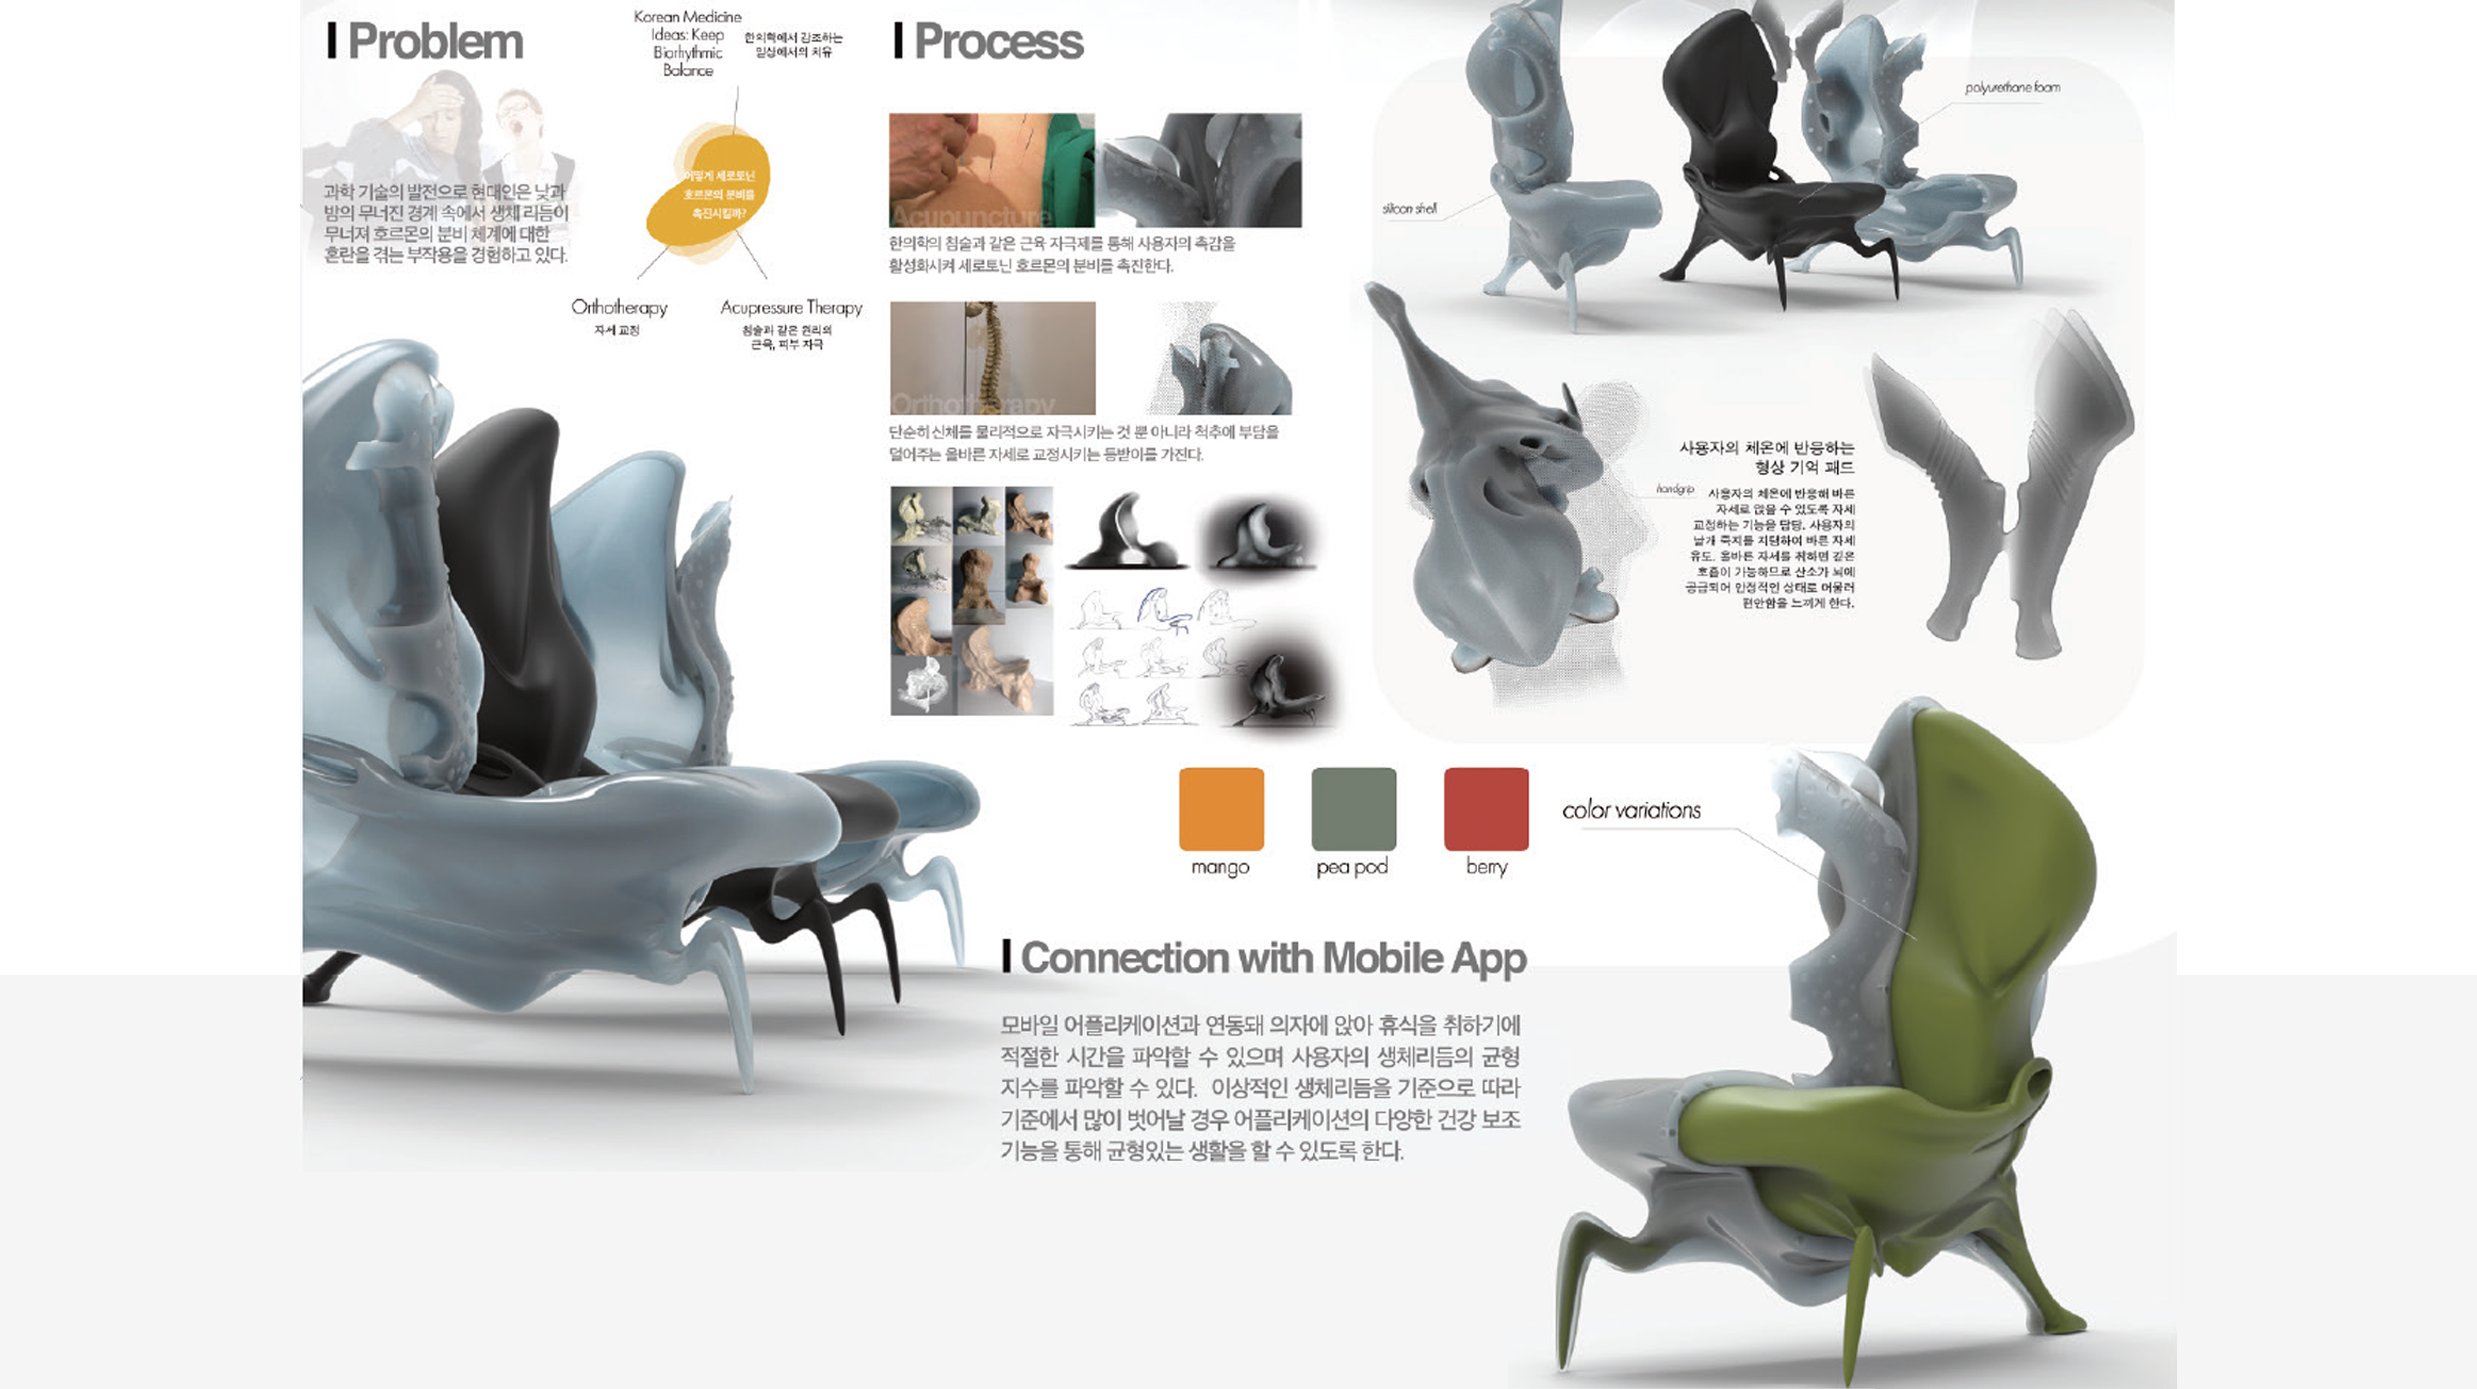 Problem
과학 기술의 발전으로 현대인은 낮과
밤의 무너진 경계 속에서 생체 리듬이
무너져 호르몬의 분비 체계에 대한
혼란을 겪는 부작용을 경험하고 있다.
Korean Medicine
Ideas: Keep
Biorhythmic
Balance
한의학에서 강조하는
일상에서의 치유
어떻게 세로토닌
호르몬의 분비를
촉진시킬까?
Orthotherapy
자세 교정
Acupressure Therapy
침술과 같은 원리의
근육, 피부 자극
Process
Acupuncture
한의학의 침술과 같은 근육 자극제를 통해 사용자의 촉감을
활성화시켜 세로토닌 호르몬의 분비를 촉진한다.
Orthotherapy
단순히 신체를 물리적으로 자극시키는 것 뿐 아니라 척추에 부담을
덜어주는 올바른 자세로 교정시키는 등받이를 가진다.
polyurethane foam
silicon shell
handgrip
사용자의 체온에 반응하는
형상 기억 패드
사용자의 체온에 반응해 바른
자세로 앉을 수 있도록 자세
교정하는 기능을 담당. 사용자의
날개 죽지를 지탱하여 바른 자세
유도. 올바른 자세를 취하면 깊은
호흡이 가능하므로 산소가 뇌에
공급되어 안정적인 상태로 머물러
편안함을 느끼게 한다.
mango
pea pod
berry
color variations
Connection with Mobile App
모바일 어플리케이션과 연동돼 의자에 앉아 휴식을 취하기에
적절한 시간을 파악할 수 있으며 사용자의 생체리듬의 균형
지수를 파악할 수 있다. 이상적인 생체리듬을 기준으로 따라
기준에서 많이 벗어날 경우 어플리케이션의 다양한 건강 보조
기능을 통해 균형있는 생활을 할 수 있도록 한다.